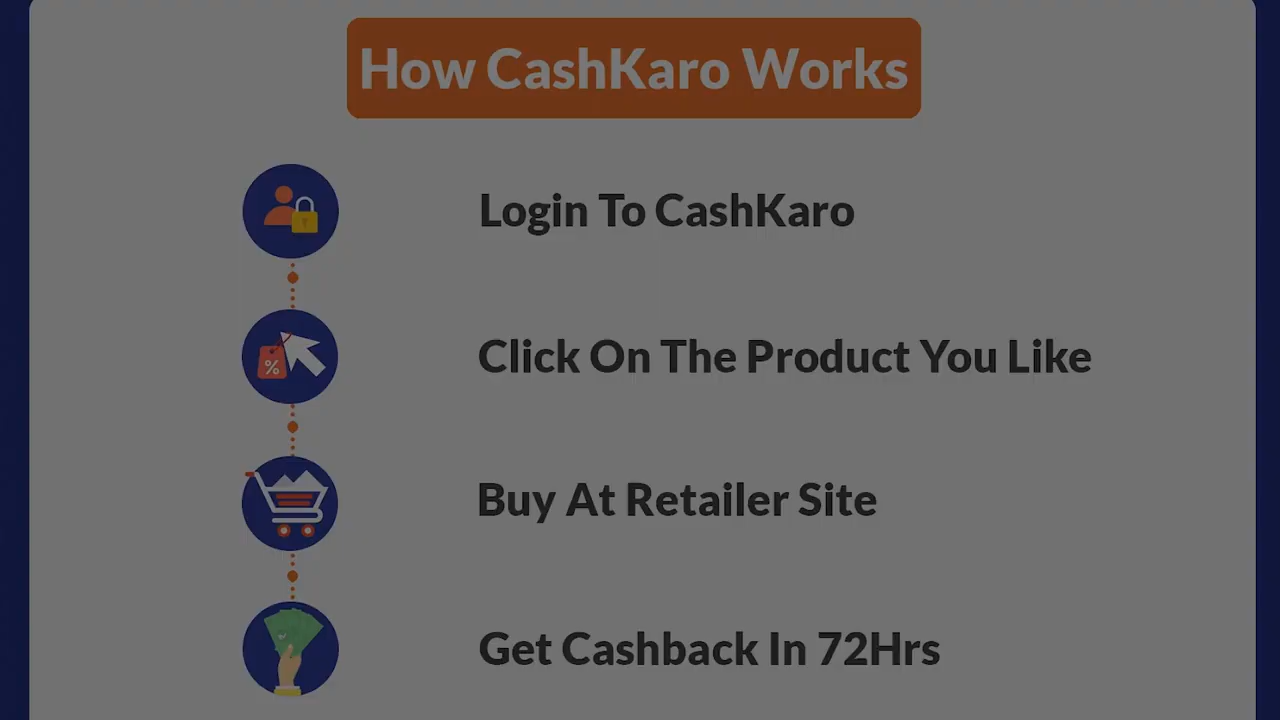 How CashKaro Works
Login To CashKaro
%
Click On The Product You Like
Buy At Retailer Site
Get Cashback In 72Hrs